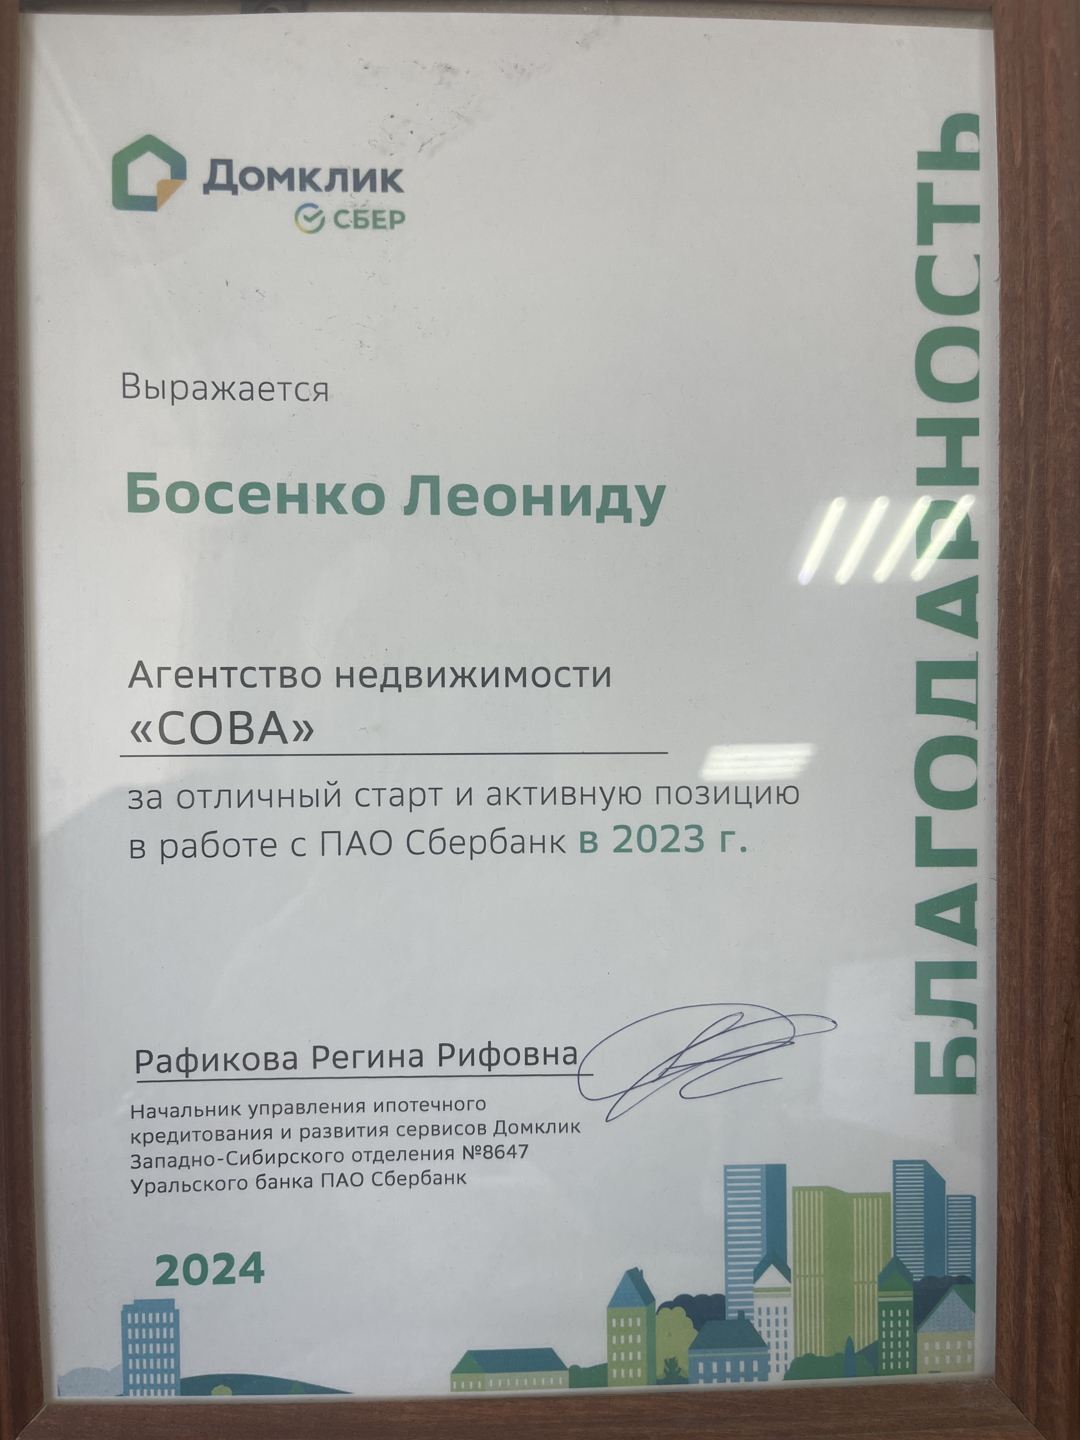 Домклик
СБЕР
БЛАГОДАРНОСТЬ
Выражается
Босенко Леониду
Агентство недвижимости
«СОВА»
за отличный старт и активную позицию
в работе с ПАО Сбербанк в 2023 г.
Рафикова Регина Рифовна
Начальник управления ипотечного
кредитования и развития сервисов Домклик
Западно-Сибирского отделения №8647
Уральского банка ПАО Сбербанк
2024